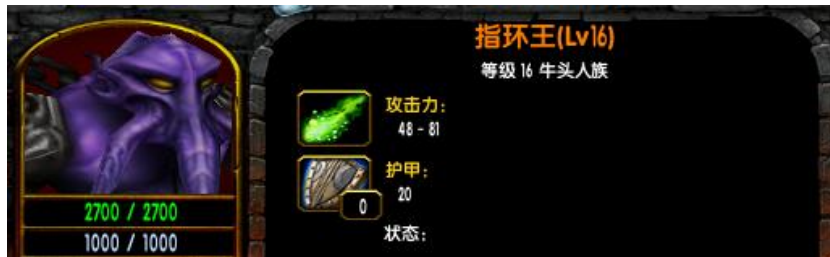 指环王(Lv16)
等级 16 牛头人族
攻击力:
48 - 81
护甲:
20
0
状态:
2700 / 2700
1000 / 1000